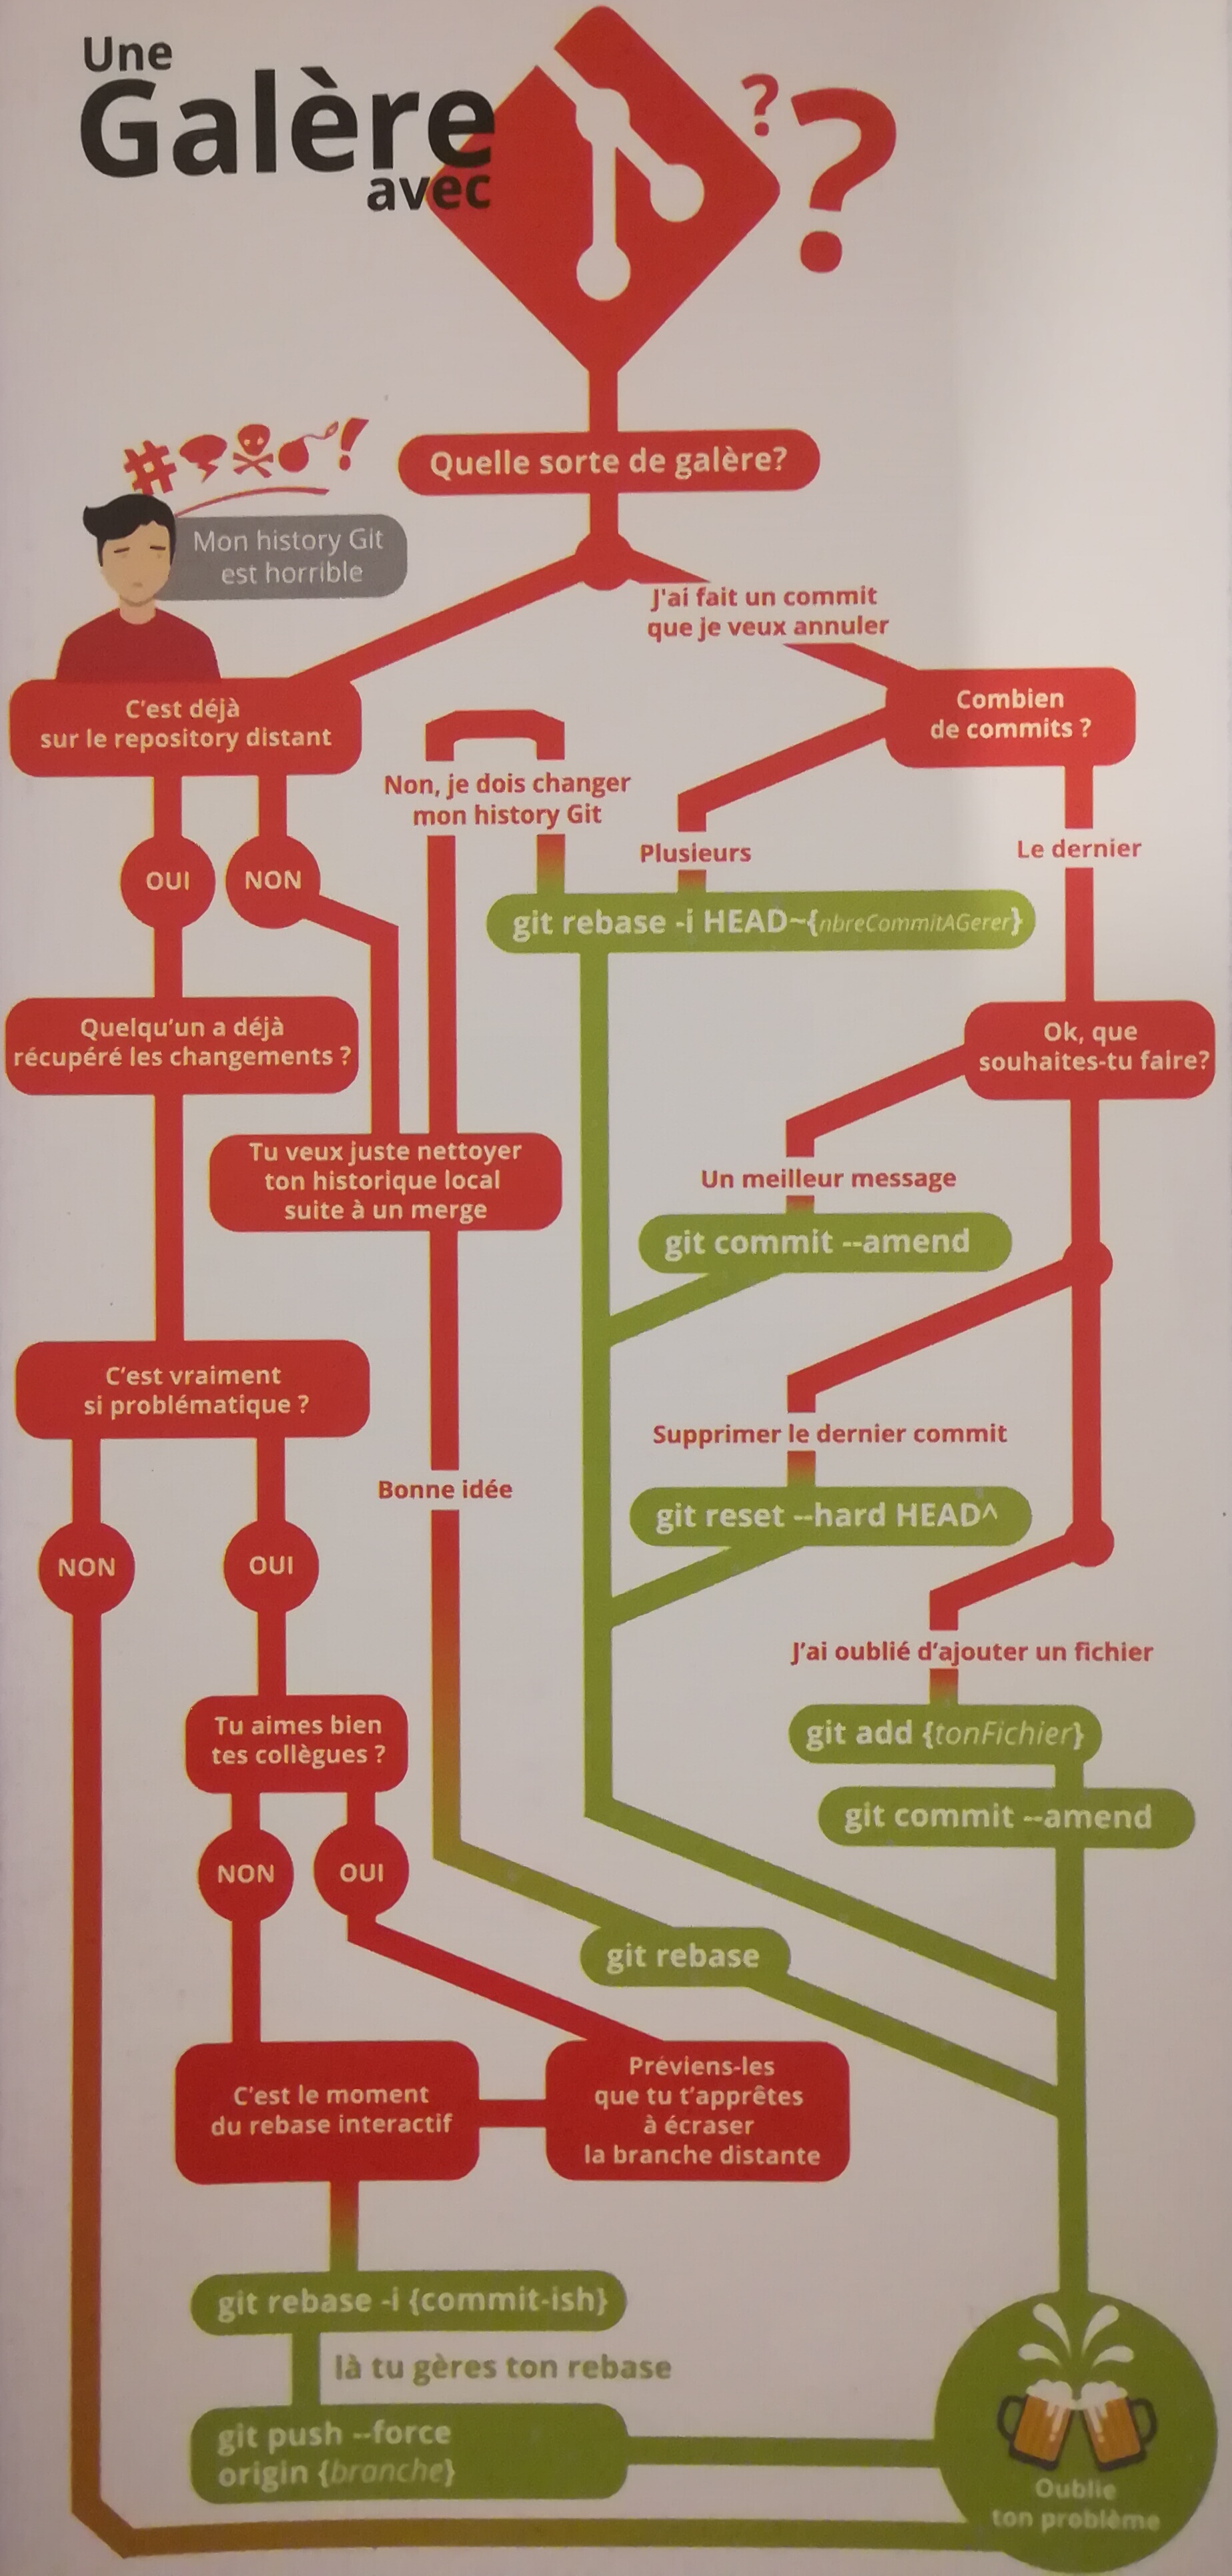 Une
Galère
avec
? ?
Quelle sorte de galère?
#!
Mon history Git
est horrible
J'ai fait un commit
que je veux annuler
C'est déjà
sur le repository distant
Combien
de commits ?
Non, je dois changer
mon history Git
Plusieurs
Le dernier
OUI
NON
git rebase -i HEAD~{nbreCommitAGerer}
Quelqu'un a déjà
récupéré les changements ?
Ok, que
souhaites-tu faire?
Tu veux juste nettoyer
ton historique local
suite à un merge
Un meilleur message
git commit --amend
C'est vraiment
si problématique ?
Supprimer le dernier commit
Bonne idée
git reset --hard HEAD^
NON
OUI
J'ai oublié d'ajouter un fichier
Tu aimes bien
tes collègues ?
git add {tonFichier}
git commit --amend
NON
OUI
git rebase
C'est le moment
du rebase interactif
Préviens-les
que tu t'apprêtes
à écraser
la branche distante
git rebase -i {commit-ish}
là tu gères ton rebase
git push --force
origin {branche}
Oublie
ton problème